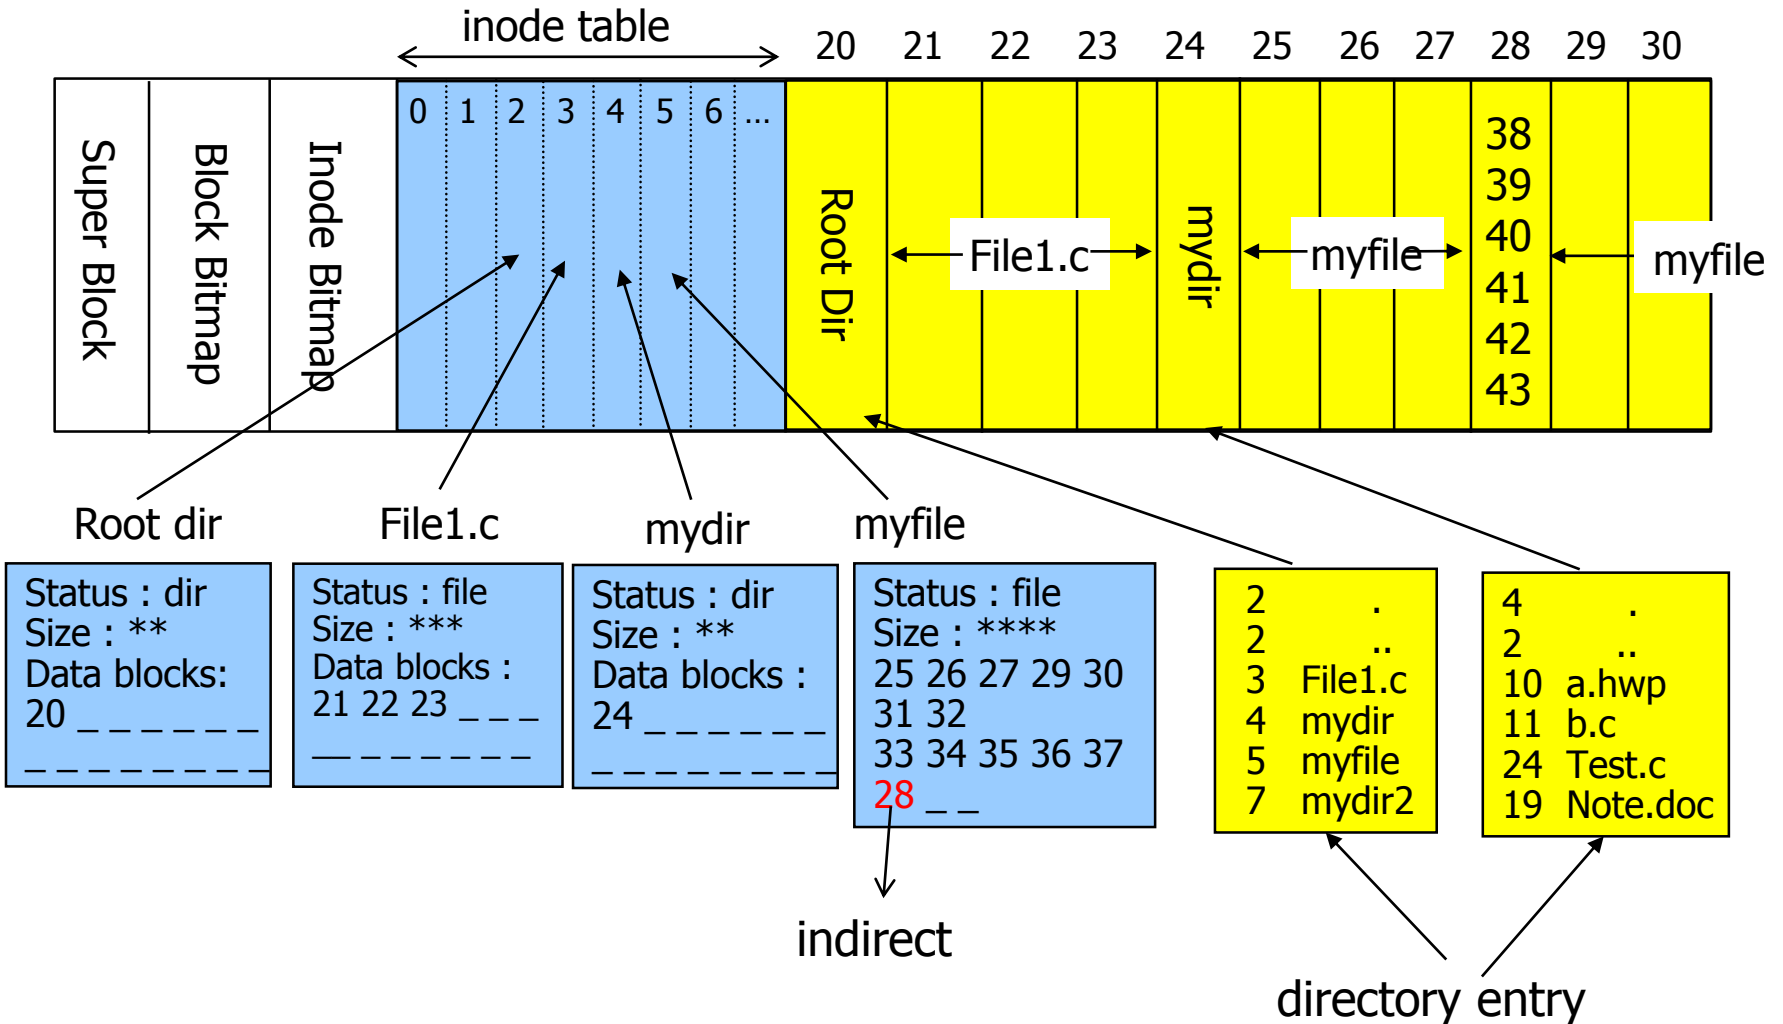 inode table
20 21 22 23 24 25 26 27 28 29 30
Super Block
Block Bitmap
Inode Bitmap
0 1 2 3 4 5 6 ...
Root Dir
File1.c
mydir
myfile
38
39
40
41
42
43
myfile
Root dir
Status : dir
Size : **
Data blocks:
20 _ _ _ _ _ _
_ _ _ _ _ _ _ _
File1.c
Status : file
Size : ***
Data blocks :
21 22 23 _ _ _
__ _ _ _ _ _ _
mydir
Status : dir
Size : **
Data blocks :
24 _ _ _ _ _ _
_ _ _ _ _ _ _ _
myfile
Status : file
Size : ****
25 26 27 29 30
31 32
33 34 35 36 37
28 _ _
indirect
2 .
2 ..
3 File1.c
4 mydir
5 myfile
7 mydir2
4 .
2 ..
10 a.hwp
11 b.c
24 Test.c
19 Note.doc
directory entry